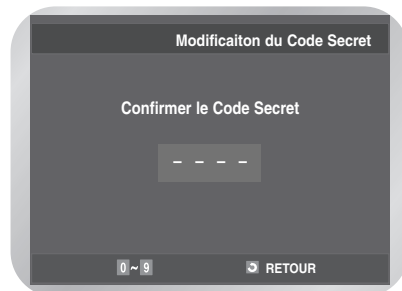 Modificaiton du Code Secret
Confirmer le Code Secret
– – – –
0 ~ 9 RETOUR